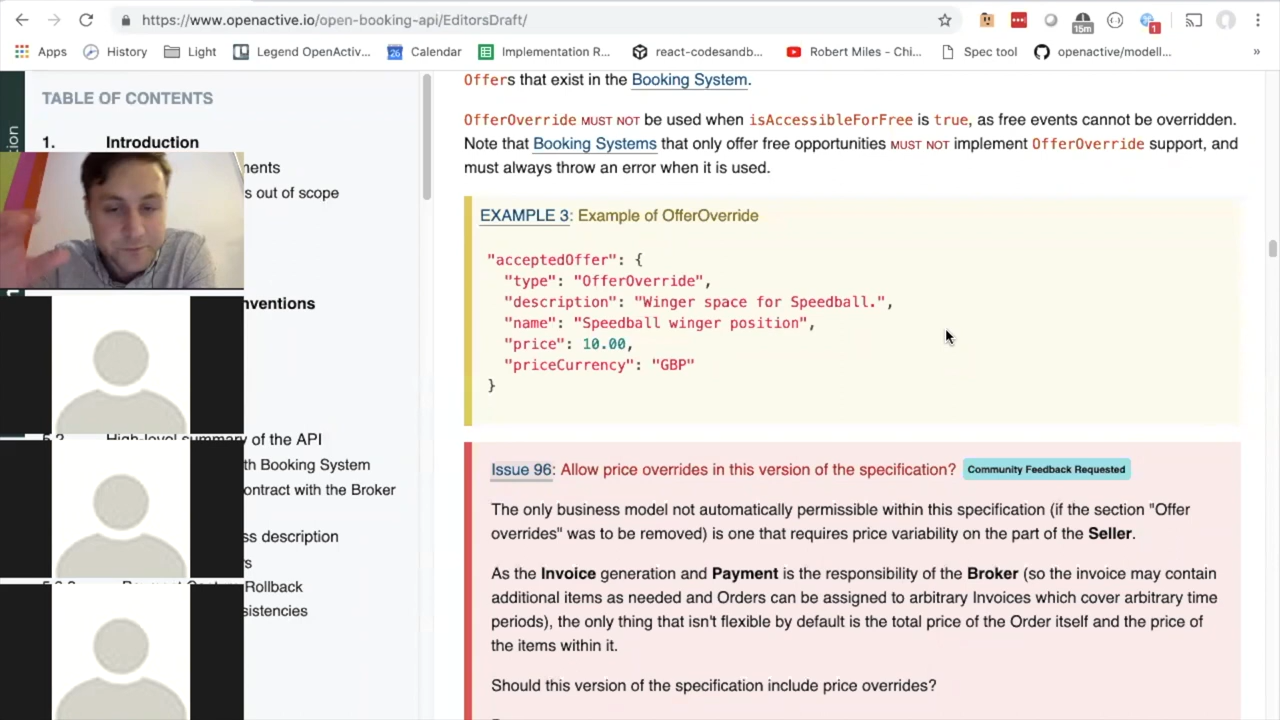 https://www.openactive.io/open-booking-api/EditorsDraft/
15m
1
Apps
History
Light
Legend OpenActiv...
26
Calendar
Implementation R...
react-codesandb...
Robert Miles - Chi...
Spec tool
openactive/modell...
»
TABLE OF CONTENTS
1. Introduction
ments
s out of scope
nventions
5.2 High-level summary of the API
th Booking System
ontract with the Broker
ss description
rs
Rollback
sistencies
Offers that exist in the Booking System.
OfferOverride MUST NOT be used when isAccessibleForFree is true, as free events cannot be overridden.
Note that Booking Systems that only offer free opportunities MUST NOT implement OfferOverride support, and
must always throw an error when it is used.
EXAMPLE 3: Example of OfferOverride
"acceptedOffer": {
"type": "OfferOverride",
"description": "Winger space for Speedball.",
"name": "Speedball winger position",
"price": 10.00,
"priceCurrency": "GBP"
}
Issue 96: Allow price overrides in this version of the specification? Community Feedback Requested
The only business model not automatically permissible within this specification (if the section "Offer
overrides" was to be removed) is one that requires price variability on the part of the Seller.
As the Invoice generation and Payment is the responsibility of the Broker (so the invoice may contain
additional items as needed and Orders can be assigned to arbitrary Invoices which cover arbitrary time
periods), the only thing that isn't flexible by default is the total price of the Order itself and the price of
the items within it.
Should this version of the specification include price overrides?